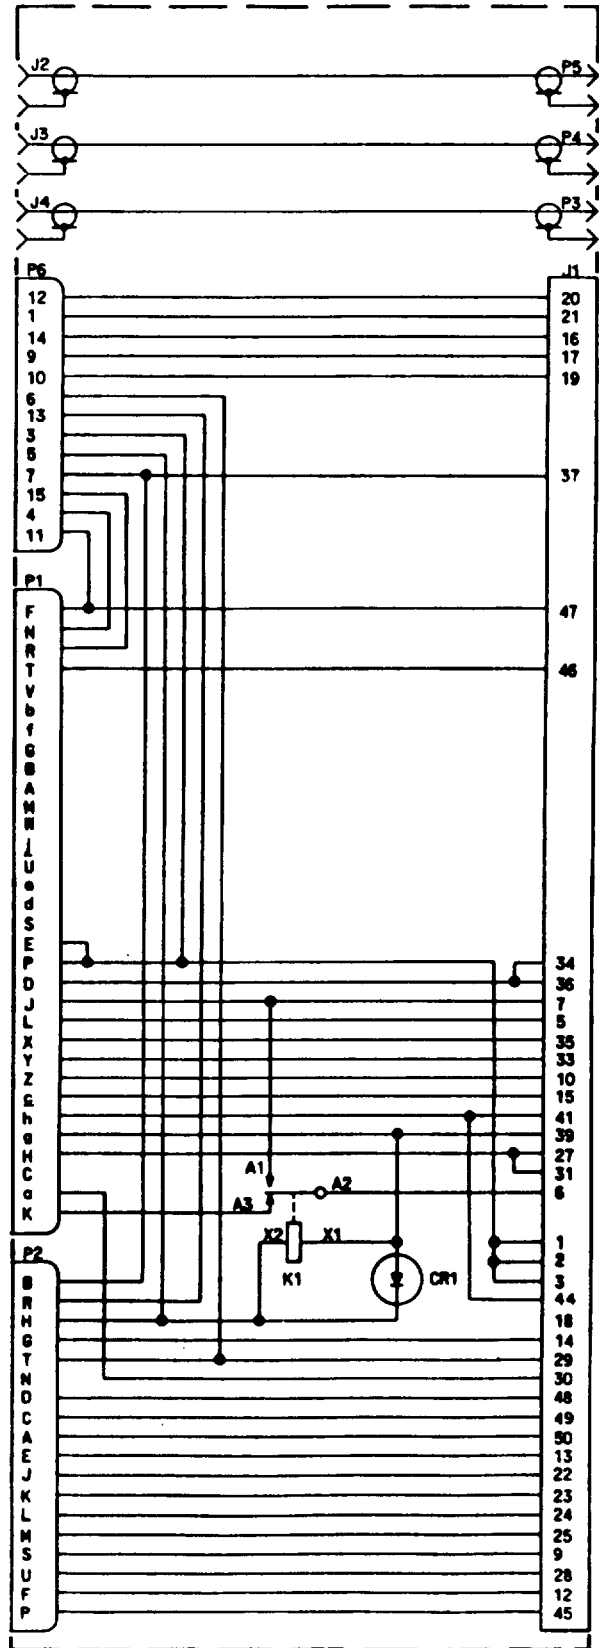 J2 P5
J3 P4
J4 P3
P6 J1
12 20
1 21
14 16
9 17
10 19
6
13
3
5
7 37
15
4
11
P1
F 47
N
R
T 46
V
b
f
G
B
A
M
W
j
U
e
d
S
E
P 34
D 36
J 7
L 5
X 35
Y 33
Z 10
c 15
h 41
g 39
H 27
C 31
A1
a A2 6
K A3
X2 X1 1
P2 K1 2
B CR1 3
R 44
H 18
G 14
T 29
N 30
D 48
C 49
A 50
E 13
J 22
K 23
L 24
M 25
S 9
U 28
F 12
P 45